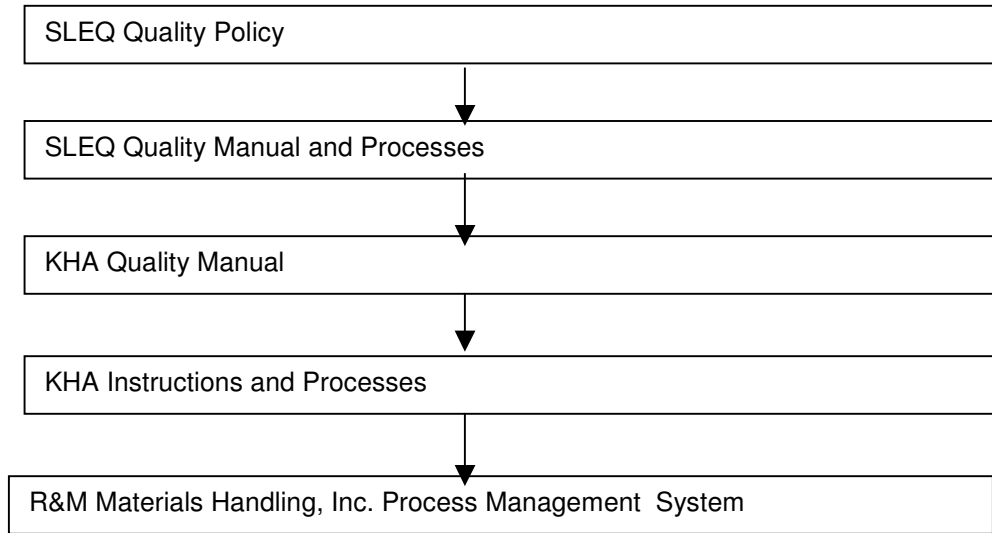 SLEQ Quality Policy
SLEQ Quality Manual and Processes
KHA Quality Manual
KHA Instructions and Processes
R&M Materials Handling, Inc. Process Management  System